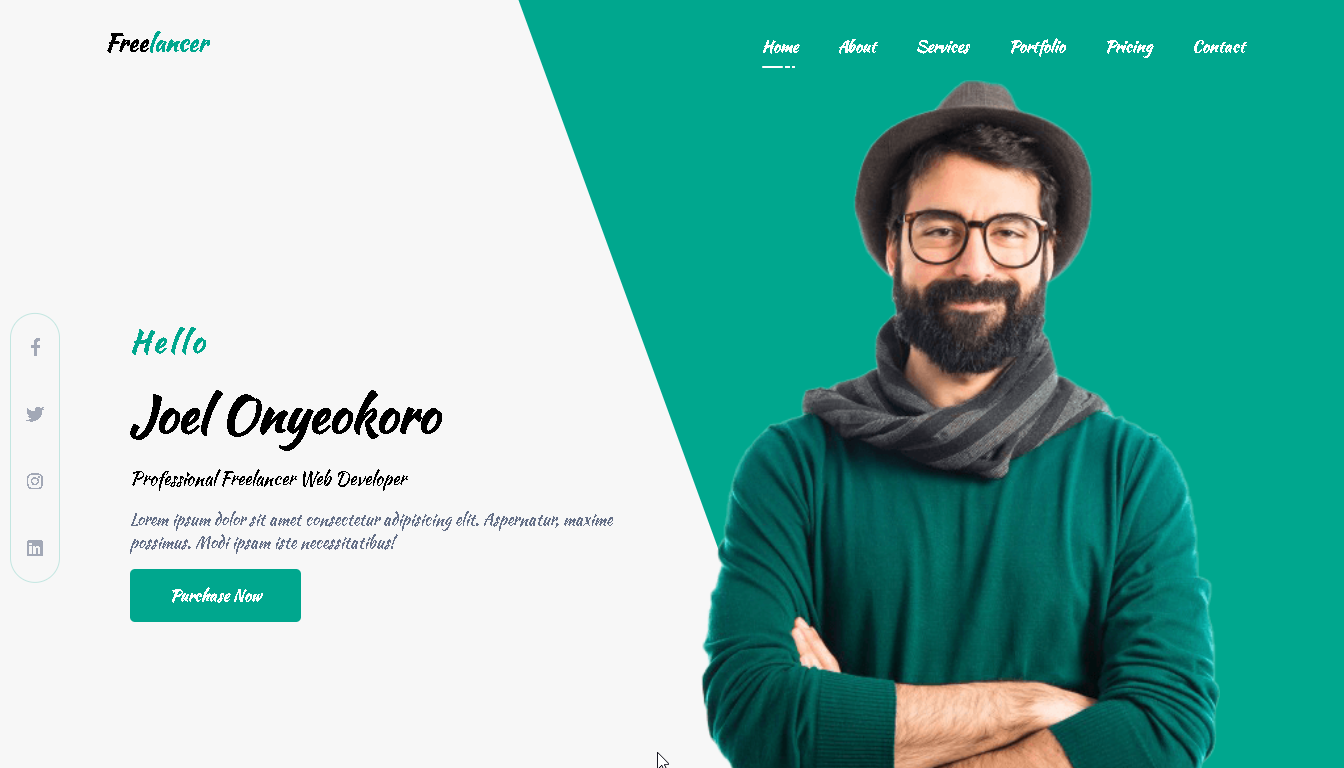 Freelancer
Home About Services Portfolio Pricing Contact
Hello
Joel Onyeokoro
Professional Freelancer Web Developer
Lorem ipsum dolor sit amet consectetur adipisicing elit. Aspernatur, maxime
possimus. Modi ipsam iste necessitatibus!
Purchase Now